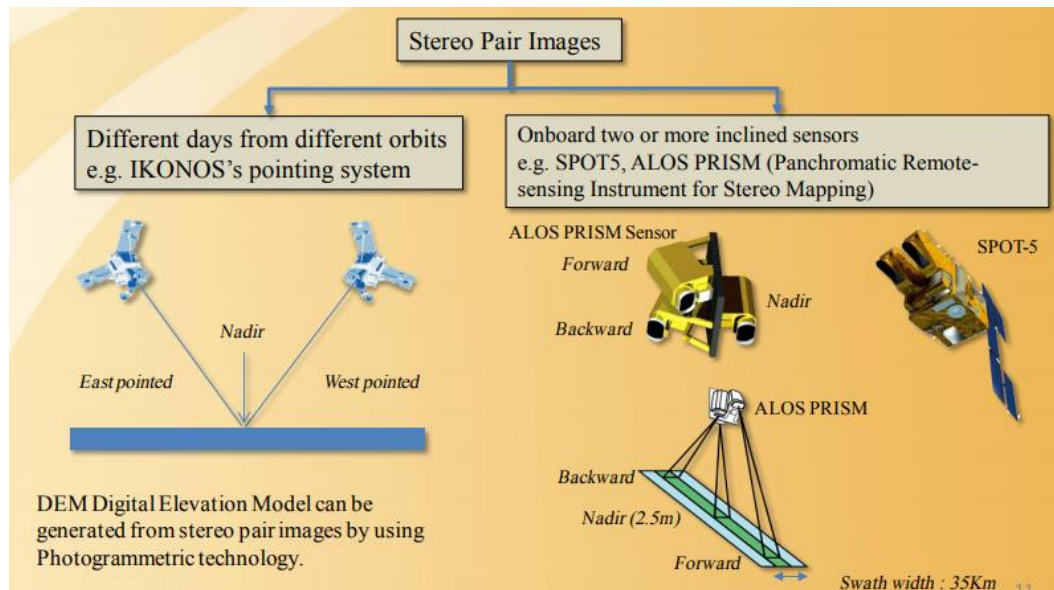 Stereo Pair Images
Different days from different orbits
e.g. IKONOS's pointing system
Onboard two or more inclined sensors
e.g. SPOT5, ALOS PRISM (Panchromatic Remote-
sensing Instrument for Stereo Mapping)
ALOS PRISM Sensor
Forward
Nadir
Backward
SPOT-5
Nadir
East pointed
West pointed
DEM Digital Elevation Model can be
generated from stereo pair images by using
Photogrammetric technology.
ALOS PRISM
Backward
Nadir (2.5m)
Forward
Swath width : 35Km
11